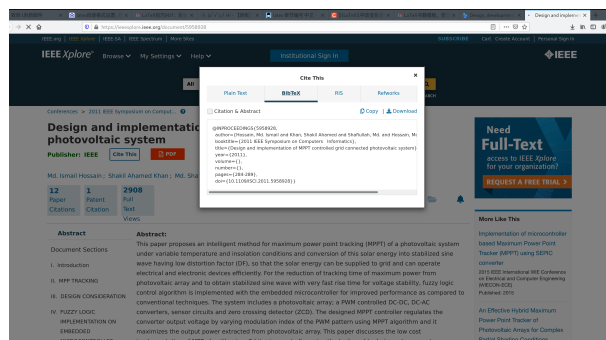 Design and implemen
https://ieeexplore.ieee.org/document/5958928
IEEE.org IEEE Xplore IEEE-SA IEEE Spectrum More Sites
SUBSCRIBE Cart Create Account Personal Sign In
IEEE Xplore® Browse My Settings Help Institutional Sign In IEEE
All
Conferences > 2011 IEEE Symposium on Comput...
Design and implementatio
photovoltaic system
Publisher: IEEE Cite This PDF
Md. Ismail Hossain; Shakil Ahamed Khan; Md. Sha
12 1 2908
Paper Patent Full
Citations Citation Text
Views
Cite This ×
Plain Text BibTeX RIS Refworks
Citation & Abstract Copy Download
@INPROCEEDINGS{5958928,
author={Hossain, Md. Ismail and Khan, Shakil Ahamed and Shafiullah, Md. and Hossain, Mo
booktitle={2011 IEEE Symposium on Computers Informatics},
title={Design and implementation of MPPT controlled grid connected photovoltaic system},
year={2011},
volume={},
number={},
pages={284-289},
doi={10.1109/ISCI.2011.5958928}}
Need
Full-Text
access to IEEE Xplore
for your organization?
REQUEST A FREE TRIAL >
More Like This
Implementation of microcontroller
based Maximum Power Point
Tracker (MPPT) using SEPIC
converter
2015 IEEE International WIE Conference
on Electrical and Computer Engineering
(WIECON-ECE)
Published: 2015
An Effective Hybrid Maximum
Power Point Tracker of
Photovoltaic Arrays for Complex
Partial Shading Conditions
Abstract
Document Sections
I. Introduction
II. MPP TRACKING
III. DESIGN CONSIDERATION
IV. FUZZY LOGIC
IMPLEMENTATION ON
EMBEDDED
Abstract:
This paper proposes an intelligent method for maximum power point tracking (MPPT) of a photovoltaic system
under variable temperature and insolation conditions and conversion of this solar energy into stabilized sine
wave having low distortion factor (DF), so that the solar energy can be supplied to grid and can operate
electrical and electronic devices efficiently. For the reduction of tracking time of maximum power from
photovoltaic array and to obtain stabilized sine wave with very fast rise time for voltage stability, fuzzy logic
control algorithm is implemented with the embedded microcontroller for improved performance as compared to
conventional techniques. The system includes a photovoltaic array; a PWM controlled DC-DC, DC-AC
converters, sensor circuits and zero crossing detector (ZCD). The designed MPPT controller regulates the
converter output voltage by varying modulation index of the PWM pattern using MPPT algorithm and it
maximizes the output power extracted from photovoltaic array. This paper discusses the low cost